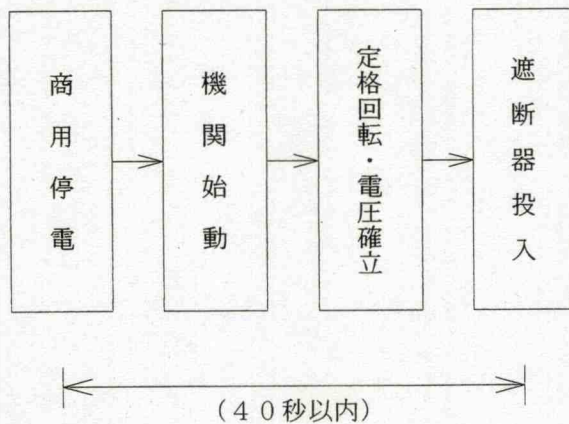 商用停電
機関始動
定格回転・電圧確立
遮断器投入
(40秒以内)